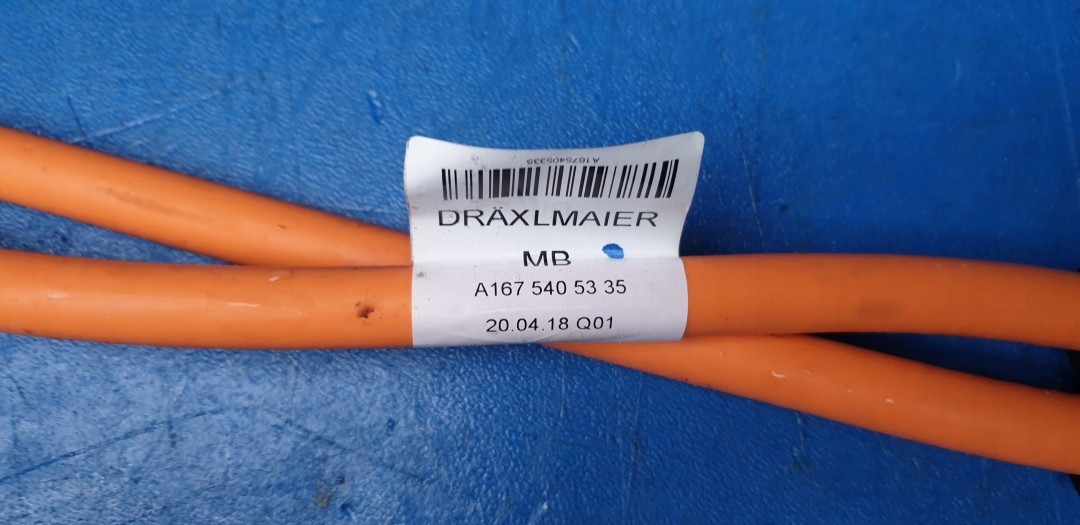 A1675405335
DRÄXLMAIER
MB
A167 540 53 35
20.04.18 Q01